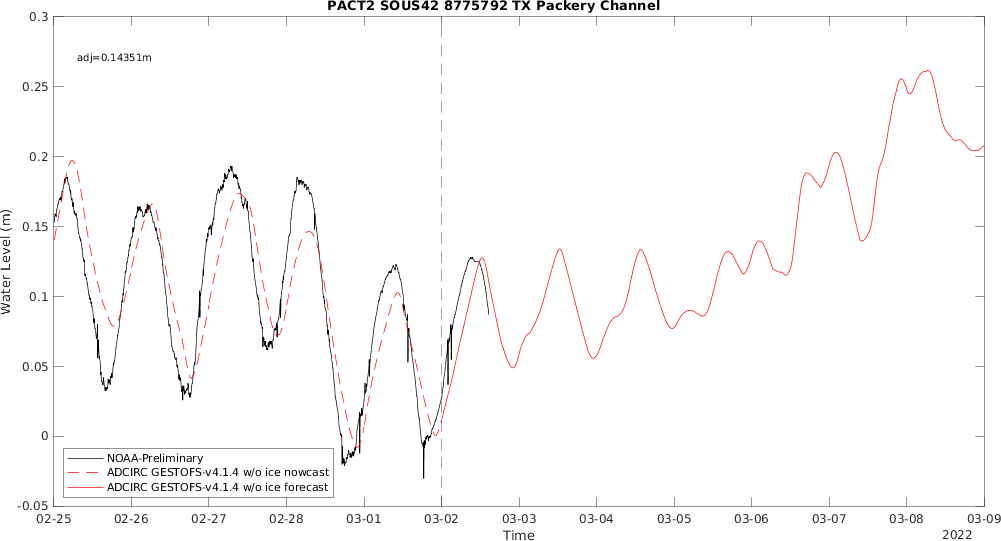 PACT2 SOUS42 8775792 TX Packery Channel
adj=0.14351m
Water Level (m)
0.3
0.25
0.2
0.15
0.1
0.05
0
-0.05
NOAA-Preliminary
ADCIRC GESTOFS-v4.1.4 w/o ice nowcast
ADCIRC GESTOFS-v4.1.4 w/o ice forecast
02-25 02-26 02-27 02-28 03-01 03-02 03-03 03-04 03-05 03-06 03-07 03-08 03-09
Time
2022